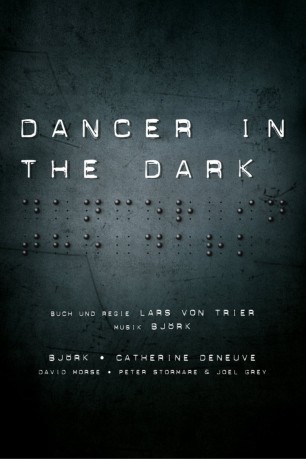 DANCER IN
THE DARK
BUCH UND REGIE LARS VON TRIER
MUSIK BJÖRK
BJÖRK • CATHERINE DENEUVE
DAVID MORSE • PETER STORMARE & JOEL GREY